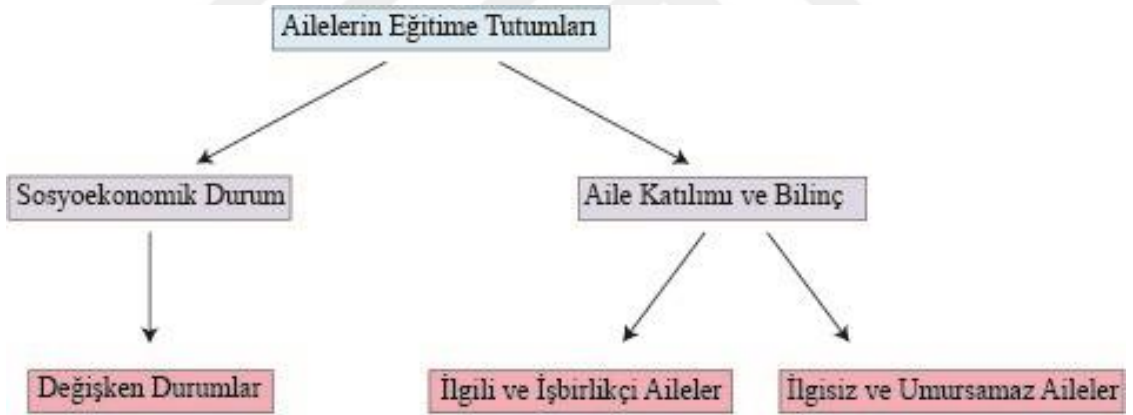 Ailelerin Eğitime Tutumları
Sosyoekonomik Durum
Aile Katılımı ve Bilinç
Değişken Durumlar
İlgili ve İşbirlikçi Aileler
İlgisiz ve Umursamaz Aileler